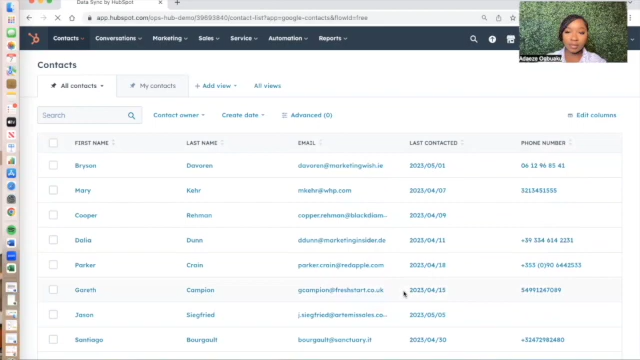 Data Sync by HubSpot
app.hubspot.com/ops-hub-demo/39693840/contact-list?app=google-contacts&flowId=free
Contacts Conversations Marketing Sales Service Automation Reports
Adaeze Ogbuaku
Contacts
All contacts My contacts + Add view All views
Search Contact owner Create date Advanced (0) Edit columns
FIRST NAME LAST NAME EMAIL LAST CONTACTED PHONE NUMBER
Bryson Davoren davoren@marketingwish.ie 2023/05/01 06 12 96 85 41
Mary Kehr mkehr@whp.com 2023/04/07 3213451555
Cooper Rehman copper.rehman@blackdiam... 2023/04/09
Dalia Dunn ddunn@marketinginsider.de 2023/04/11 +39 334 614 2231
Parker Crain parker.crain@redapple.com 2023/04/18 +353 (0)90 6442533
Gareth Campion gcampion@freshstart.co.uk 2023/04/15 54991247089
Jason Siegfried j.siegfried@artemissales.co... 2023/05/05
Santiago Bourgault bourgault@sanctuary.it 2023/04/30 +32472982480